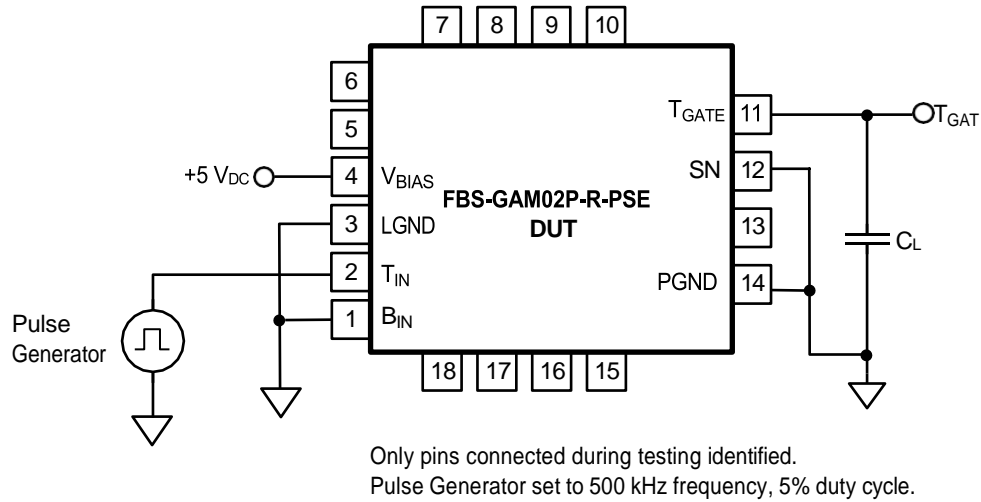 7 8 9 10
6
5
+5 VDC 4 VBIAS
3 LGND
2 TIN
1 BIN
FBS-GAM02P-R-PSE
DUT
TGATE 11 TGAT
SN 12
13
PGND 14
CL
Pulse
Generator
18 17 16 15
Only pins connected during testing identified.
Pulse Generator set to 500 kHz frequency, 5% duty cycle.